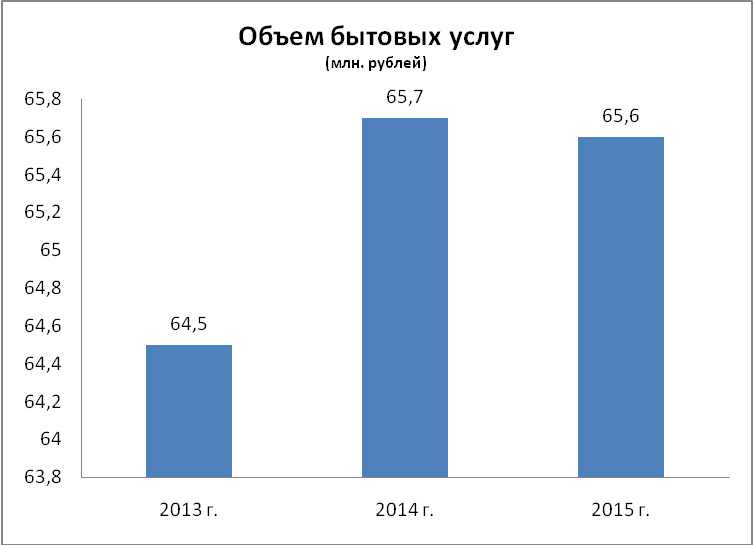 Объем бытовых услуг
(млн. рублей)
65,8
65,6
65,4
65,2
65
64,8
64,6
64,4
64,2
64
63,8
64,5
65,7
65,6
2013 г.
2014 г.
2015 г.